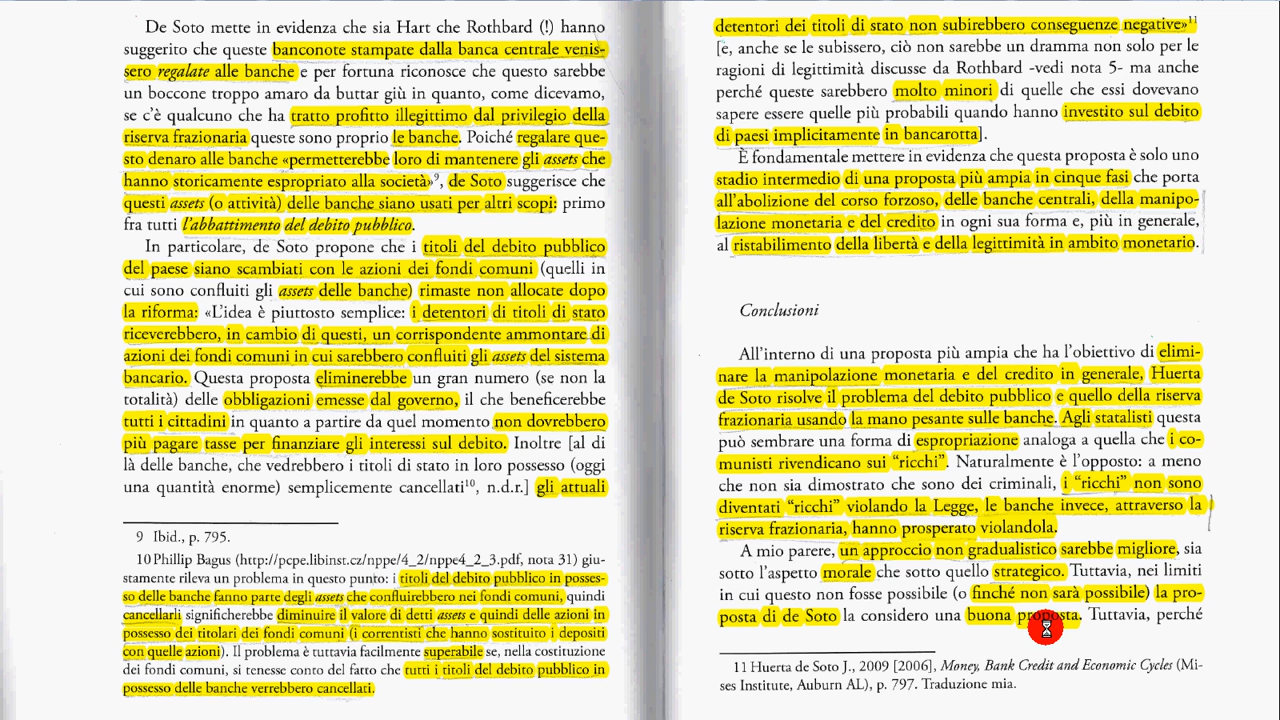 De Soto mette in evidenza che sia Hart che Rothbard (!) hanno
suggerito che queste banconote stampate dalla banca centrale venis-
sero regalate alle banche e per fortuna riconosce che questo sarebbe
un boccone troppo amaro da buttar giù in quanto, come dicevamo,
se c'è qualcuno che ha tratto profitto illegittimo dal privilegio della
riserva frazionaria queste sono proprio le banche. Poiché regalare que-
sto denaro alle banche «permetterebbe loro di mantenere gli assets che
hanno storicamente espropriato alla società»⁹, de Soto suggerisce che
questi assets (o attività) delle banche siano usati per altri scopi: primo
fra tutti l'abbattimento del debito pubblico.
In particolare, de Soto propone che i titoli del debito pubblico
del paese siano scambiati con le azioni dei fondi comuni (quelli in
cui sono confluiti gli assets delle banche) rimaste non allocate dopo
la riforma: «L'idea è piuttosto semplice: i detentori di titoli di stato
riceverebbero, in cambio di questi, un corrispondente ammontare di
azioni dei fondi comuni in cui sarebbero confluiti gli assets del sistema
bancario. Questa proposta eliminerebbe un gran numero (se non la
totalità) delle obbligazioni emesse dal governo, il che beneficerebbe
tutti i cittadini in quanto a partire da quel momento non dovrebbero
più pagare tasse per finanziare gli interessi sul debito. Inoltre [al di
là delle banche, che vedrebbero i titoli di stato in loro possesso (oggi
una quantità enorme) semplicemente cancellati¹⁰, n.d.r.] gli attuali
9 Ibid., p. 795.
10 Phillip Bagus (http://pcpe.libinst.cz/nppe/4_2/nppe4_2_3.pdf, nota 31) giu-
stamente rileva un problema in questo punto: i titoli del debito pubblico in posses-
so delle banche fanno parte degli assets che confluirebbero nei fondi comuni, quindi
cancellarli significherebbe diminuire il valore di detti assets e quindi delle azioni in
possesso dei titolari dei fondi comuni (i correntisti che hanno sostituito i depositi
con quelle azioni). Il problema è tuttavia facilmente superabile se, nella costituzione
dei fondi comuni, si tenesse conto del fatto che tutti i titoli del debito pubblico in
possesso delle banche verrebbero cancellati.
detentori dei titoli di stato non subirebbero conseguenze negative»¹¹
[e, anche se le subissero, ciò non sarebbe un dramma non solo per le
ragioni di legittimità discusse da Rothbard -vedi nota 5- ma anche
perché queste sarebbero molto minori di quelle che essi dovevano
sapere essere quelle più probabili quando hanno investito sul debito
di paesi implicitamente in bancarotta].
È fondamentale mettere in evidenza che questa proposta è solo uno
stadio intermedio di una proposta più ampia in cinque fasi che porta
all'abolizione del corso forzoso, delle banche centrali, della manipo-
lazione monetaria e del credito in ogni sua forma e, più in generale,
al ristabilimento della libertà e della legittimità in ambito monetario.
Conclusioni
All'interno di una proposta più ampia che ha l'obiettivo di elimi-
nare la manipolazione monetaria e del credito in generale, Huerta
de Soto risolve il problema del debito pubblico e quello della riserva
frazionaria usando la mano pesante sulle banche. Agli statalisti questa
può sembrare una forma di espropriazione analoga a quella che i co-
munisti rivendicano sui "ricchi". Naturalmente è l'opposto: a meno
che non sia dimostrato che sono dei criminali, i "ricchi" non sono
diventati "ricchi" violando la Legge, le banche invece, attraverso la
riserva frazionaria, hanno prosperato violandola.
A mio parere, un approccio non gradualistico sarebbe migliore, sia
sotto l'aspetto morale che sotto quello strategico. Tuttavia, nei limiti
in cui questo non fosse possibile (o finché non sarà possibile) la pro-
posta di de Soto la considero una buona proposta. Tuttavia, perché
11 Huerta de Soto J., 2009 [2006], Money, Bank Credit and Economic Cycles (Mi-
ses Institute, Auburn AL), p. 797. Traduzione mia.